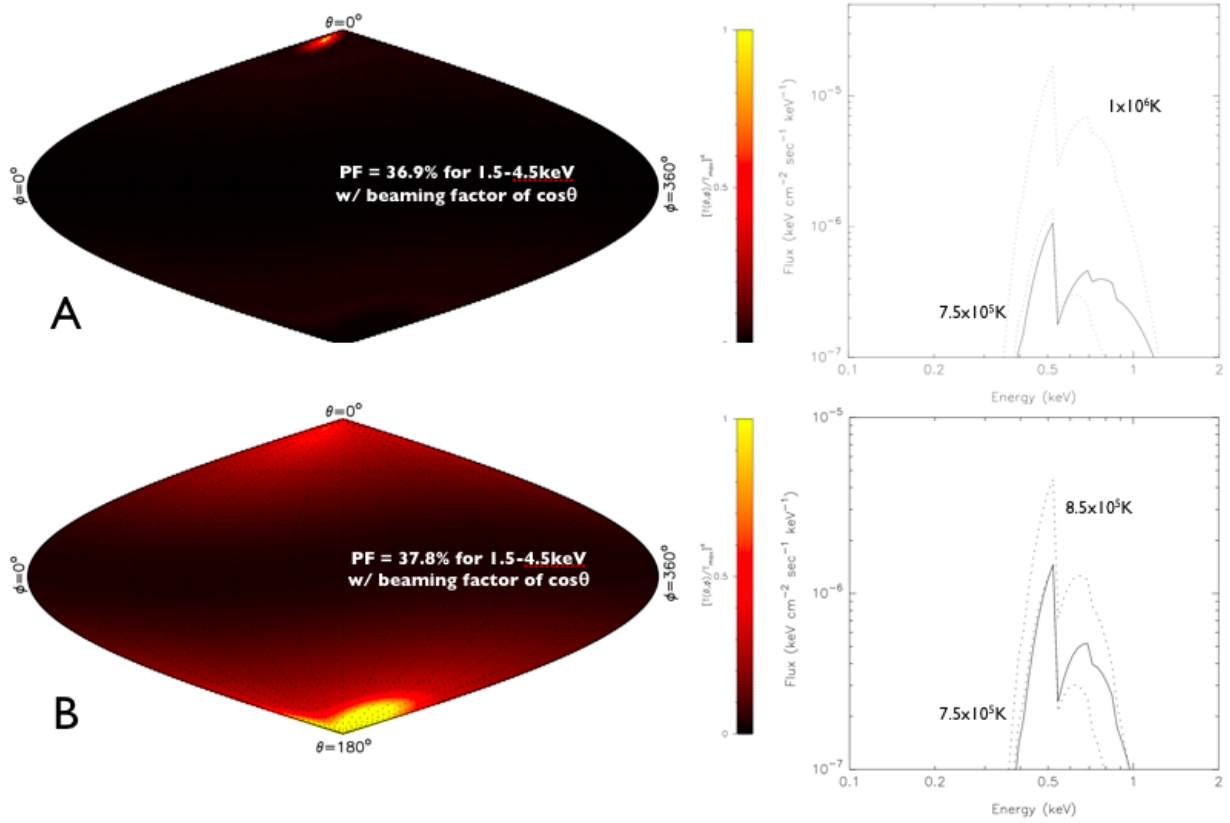 θ=0°
φ=0°
PF = 36.9% for 1.5-4.5keV
w/ beaming factor of cosθ
φ=360°
A
1
0.5
[T(θ,φ)/T_max]⁴
Flux (keV cm⁻² sec⁻¹ keV⁻¹)
10⁻⁵
10⁻⁶
10⁻⁷
1x10⁶K
7.5x10⁵K
0.1
0.2
0.5
1
2
Energy (keV)
θ=0°
φ=0°
PF = 37.8% for 1.5-4.5keV
w/ beaming factor of cosθ
φ=360°
B
θ=180°
1
0.5
0
[T(θ,φ)/T_max]⁴
Flux (keV cm⁻² sec⁻¹ keV⁻¹)
10⁻⁵
10⁻⁶
10⁻⁷
8.5x10⁵K
7.5x10⁵K
0.1
0.2
0.5
1
2
Energy (keV)